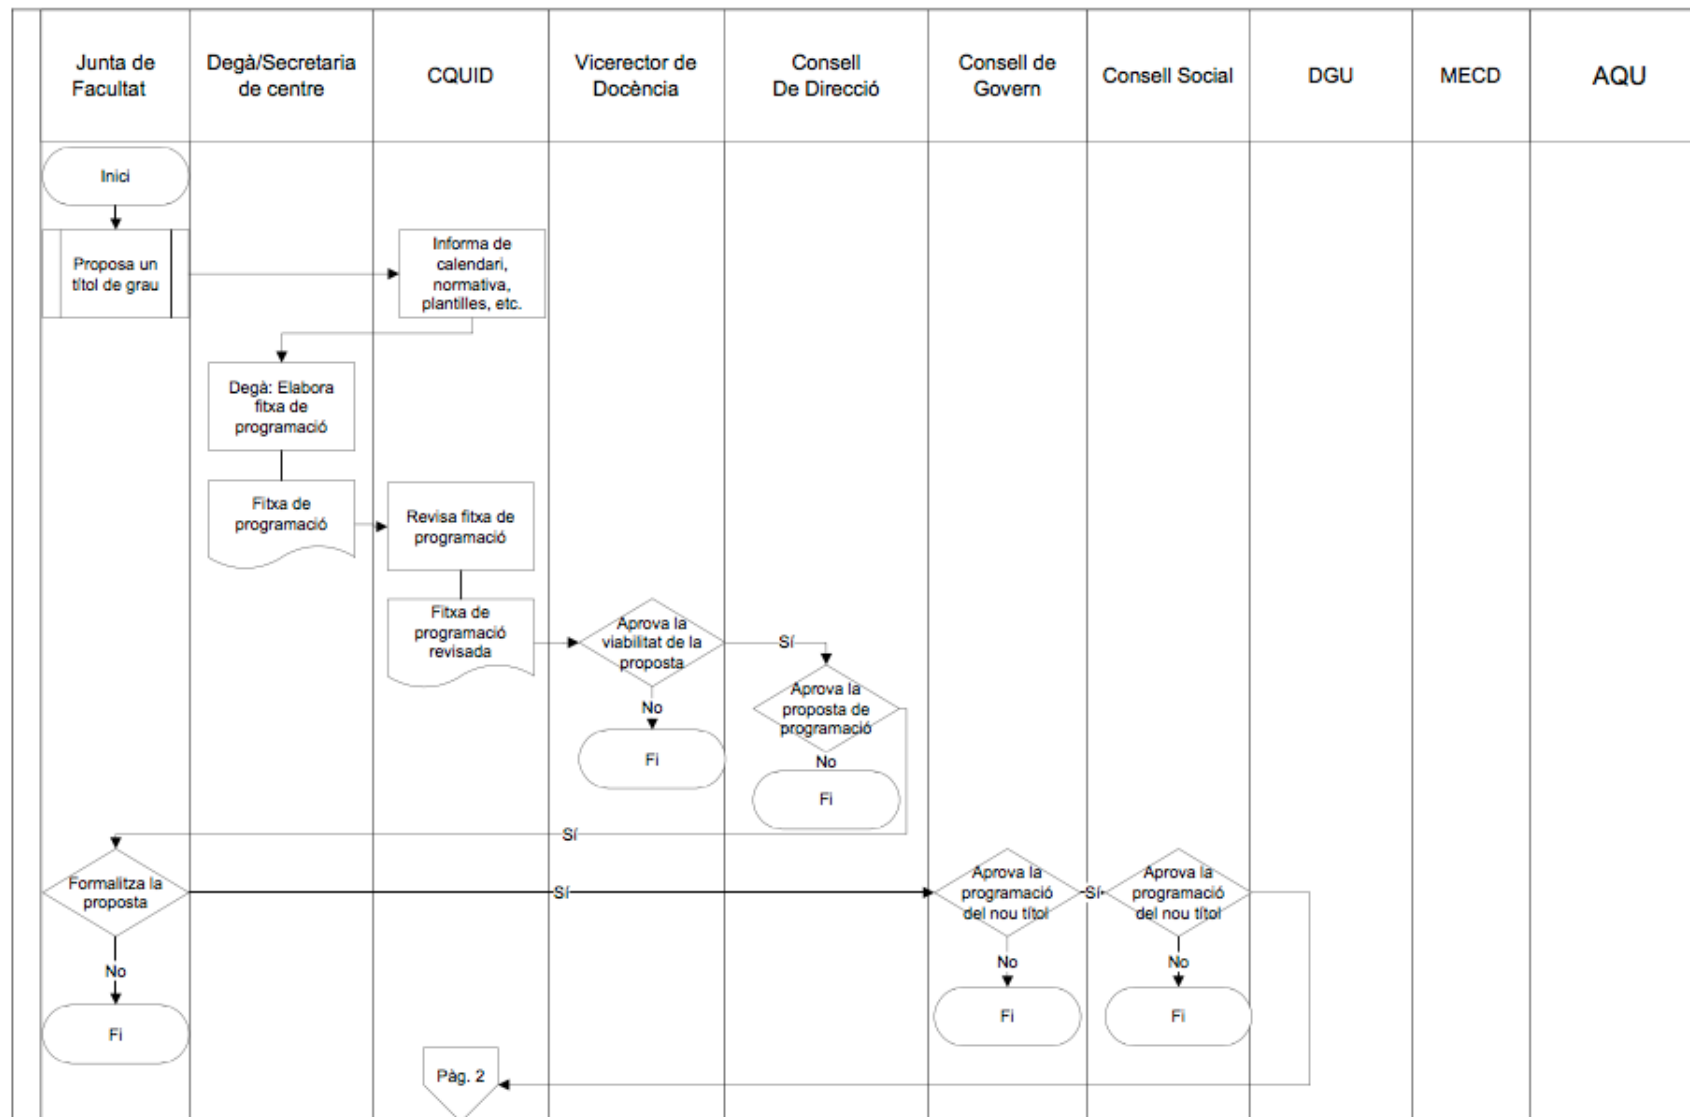 Junta de
Facultat
Degà/Secretaria
de centre
CQUID
Vicerector de
Docència
Consell
De Direcció
Consell de
Govern
Consell Social
DGU
MECD
AQU
Inici
Proposa un
títol de grau
Informa de
calendari,
normativa,
plantilles, etc.
Degà: Elabora
fitxa de
programació
Fitxa de
programació
Revisa fitxa de
programació
Fitxa de
programació
revisada
Aprova la
viabilitat de la
proposta
Sí
No
Fi
Aprova la
proposta de
programació
No
Fi
Sí
Formalitza la
proposta
Sí
No
Fi
Aprova la
programació
del nou títol
Sí
No
Fi
Aprova la
programació
del nou títol
No
Fi
Pàg. 2